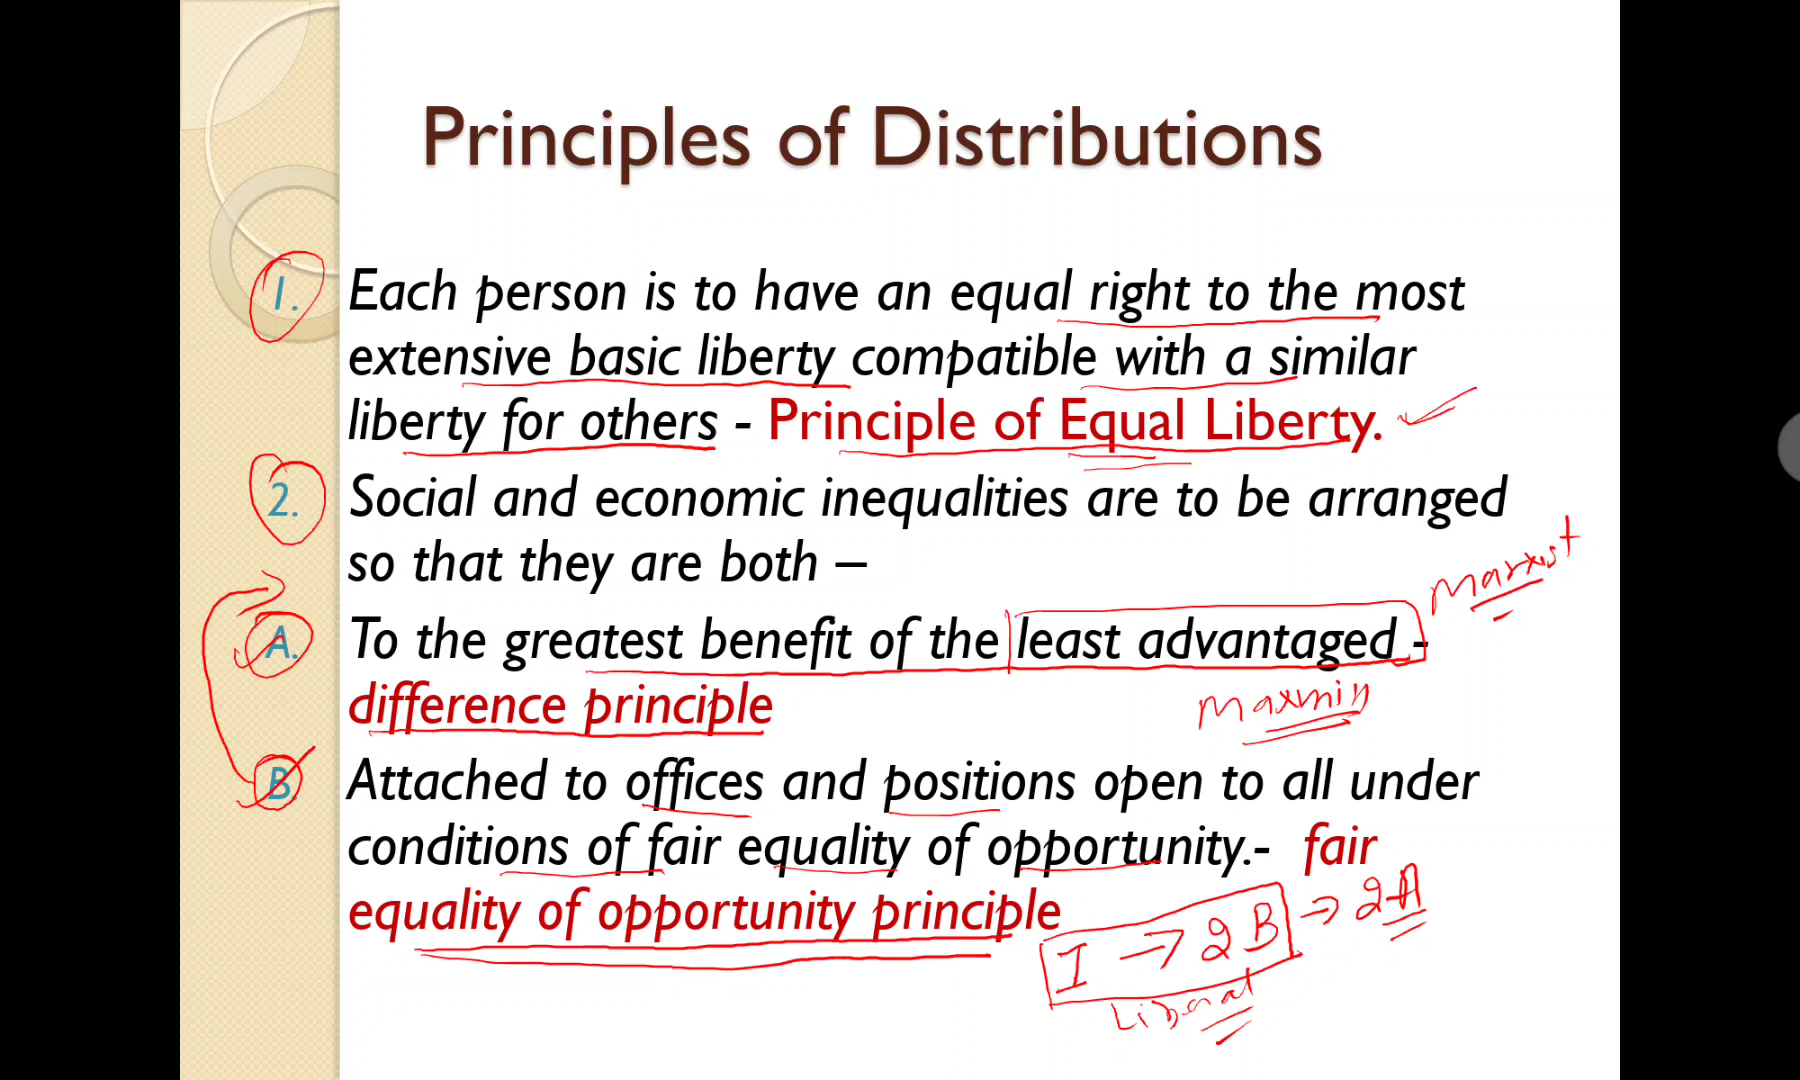 Principles of Distributions
1. Each person is to have an equal right to the most
extensive basic liberty compatible with a similar
liberty for others - Principle of Equal Liberty.
2. Social and economic inequalities are to be arranged
so that they are both –
Marxist
A. To the greatest benefit of the least advantaged -
difference principle
Maxmin
B. Attached to offices and positions open to all under
conditions of fair equality of opportunity.- fair
equality of opportunity principle
I → 2B → 2A
Liberal